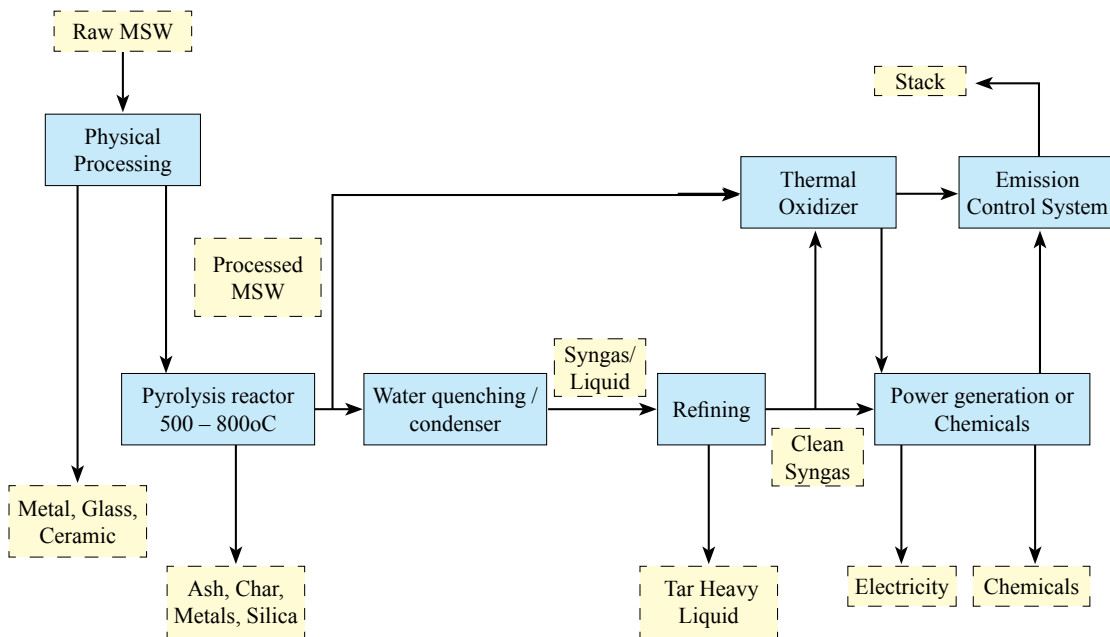 Raw MSW
Stack
Physical
Processing
Thermal
Oxidizer
Emission
Control System
Processed
MSW
Syngas/
Liquid
Pyrolysis reactor
500 – 800oC
Water quenching /
condenser
Refining
Power generation or
Chemicals
Clean
Syngas
Metal, Glass,
Ceramic
Ash, Char,
Metals, Silica
Tar Heavy
Liquid
Electricity
Chemicals